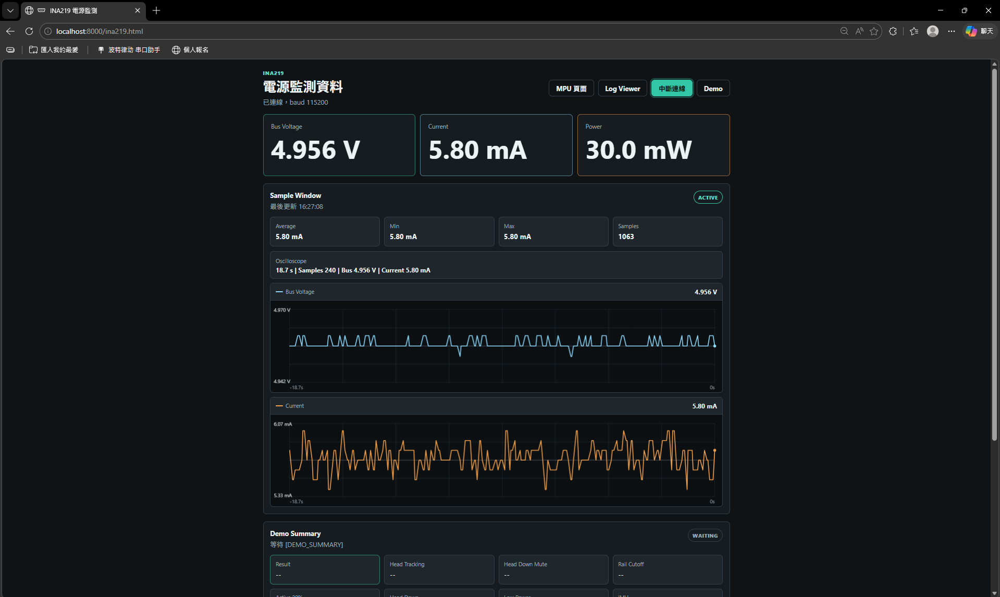 INA219 電源監測
localhost:8000/ina219.html
聊天
匯入我的最愛
波特律动 串口助手
個人報名
INA219
電源監測資料
已連線，baud 115200
MPU 頁面
Log Viewer
中斷連線
Demo
Bus Voltage
4.956 V
Current
5.80 mA
Power
30.0 mW
Sample Window
最後更新 16:27:08
ACTIVE
Average
5.80 mA
Min
5.80 mA
Max
5.80 mA
Samples
1063
Oscilloscope
18.7 s | Samples 240 | Bus 4.956 V | Current 5.80 mA
Bus Voltage
4.956 V
4.970 V
4.942 V
-18.7s
0s
Current
5.80 mA
6.07 mA
5.33 mA
-18.7s
0s
Demo Summary
等待 [DEMO_SUMMARY]
WAITING
Result
--
Head Tracking
--
Head Down Mute
--
Rail Cutoff
--